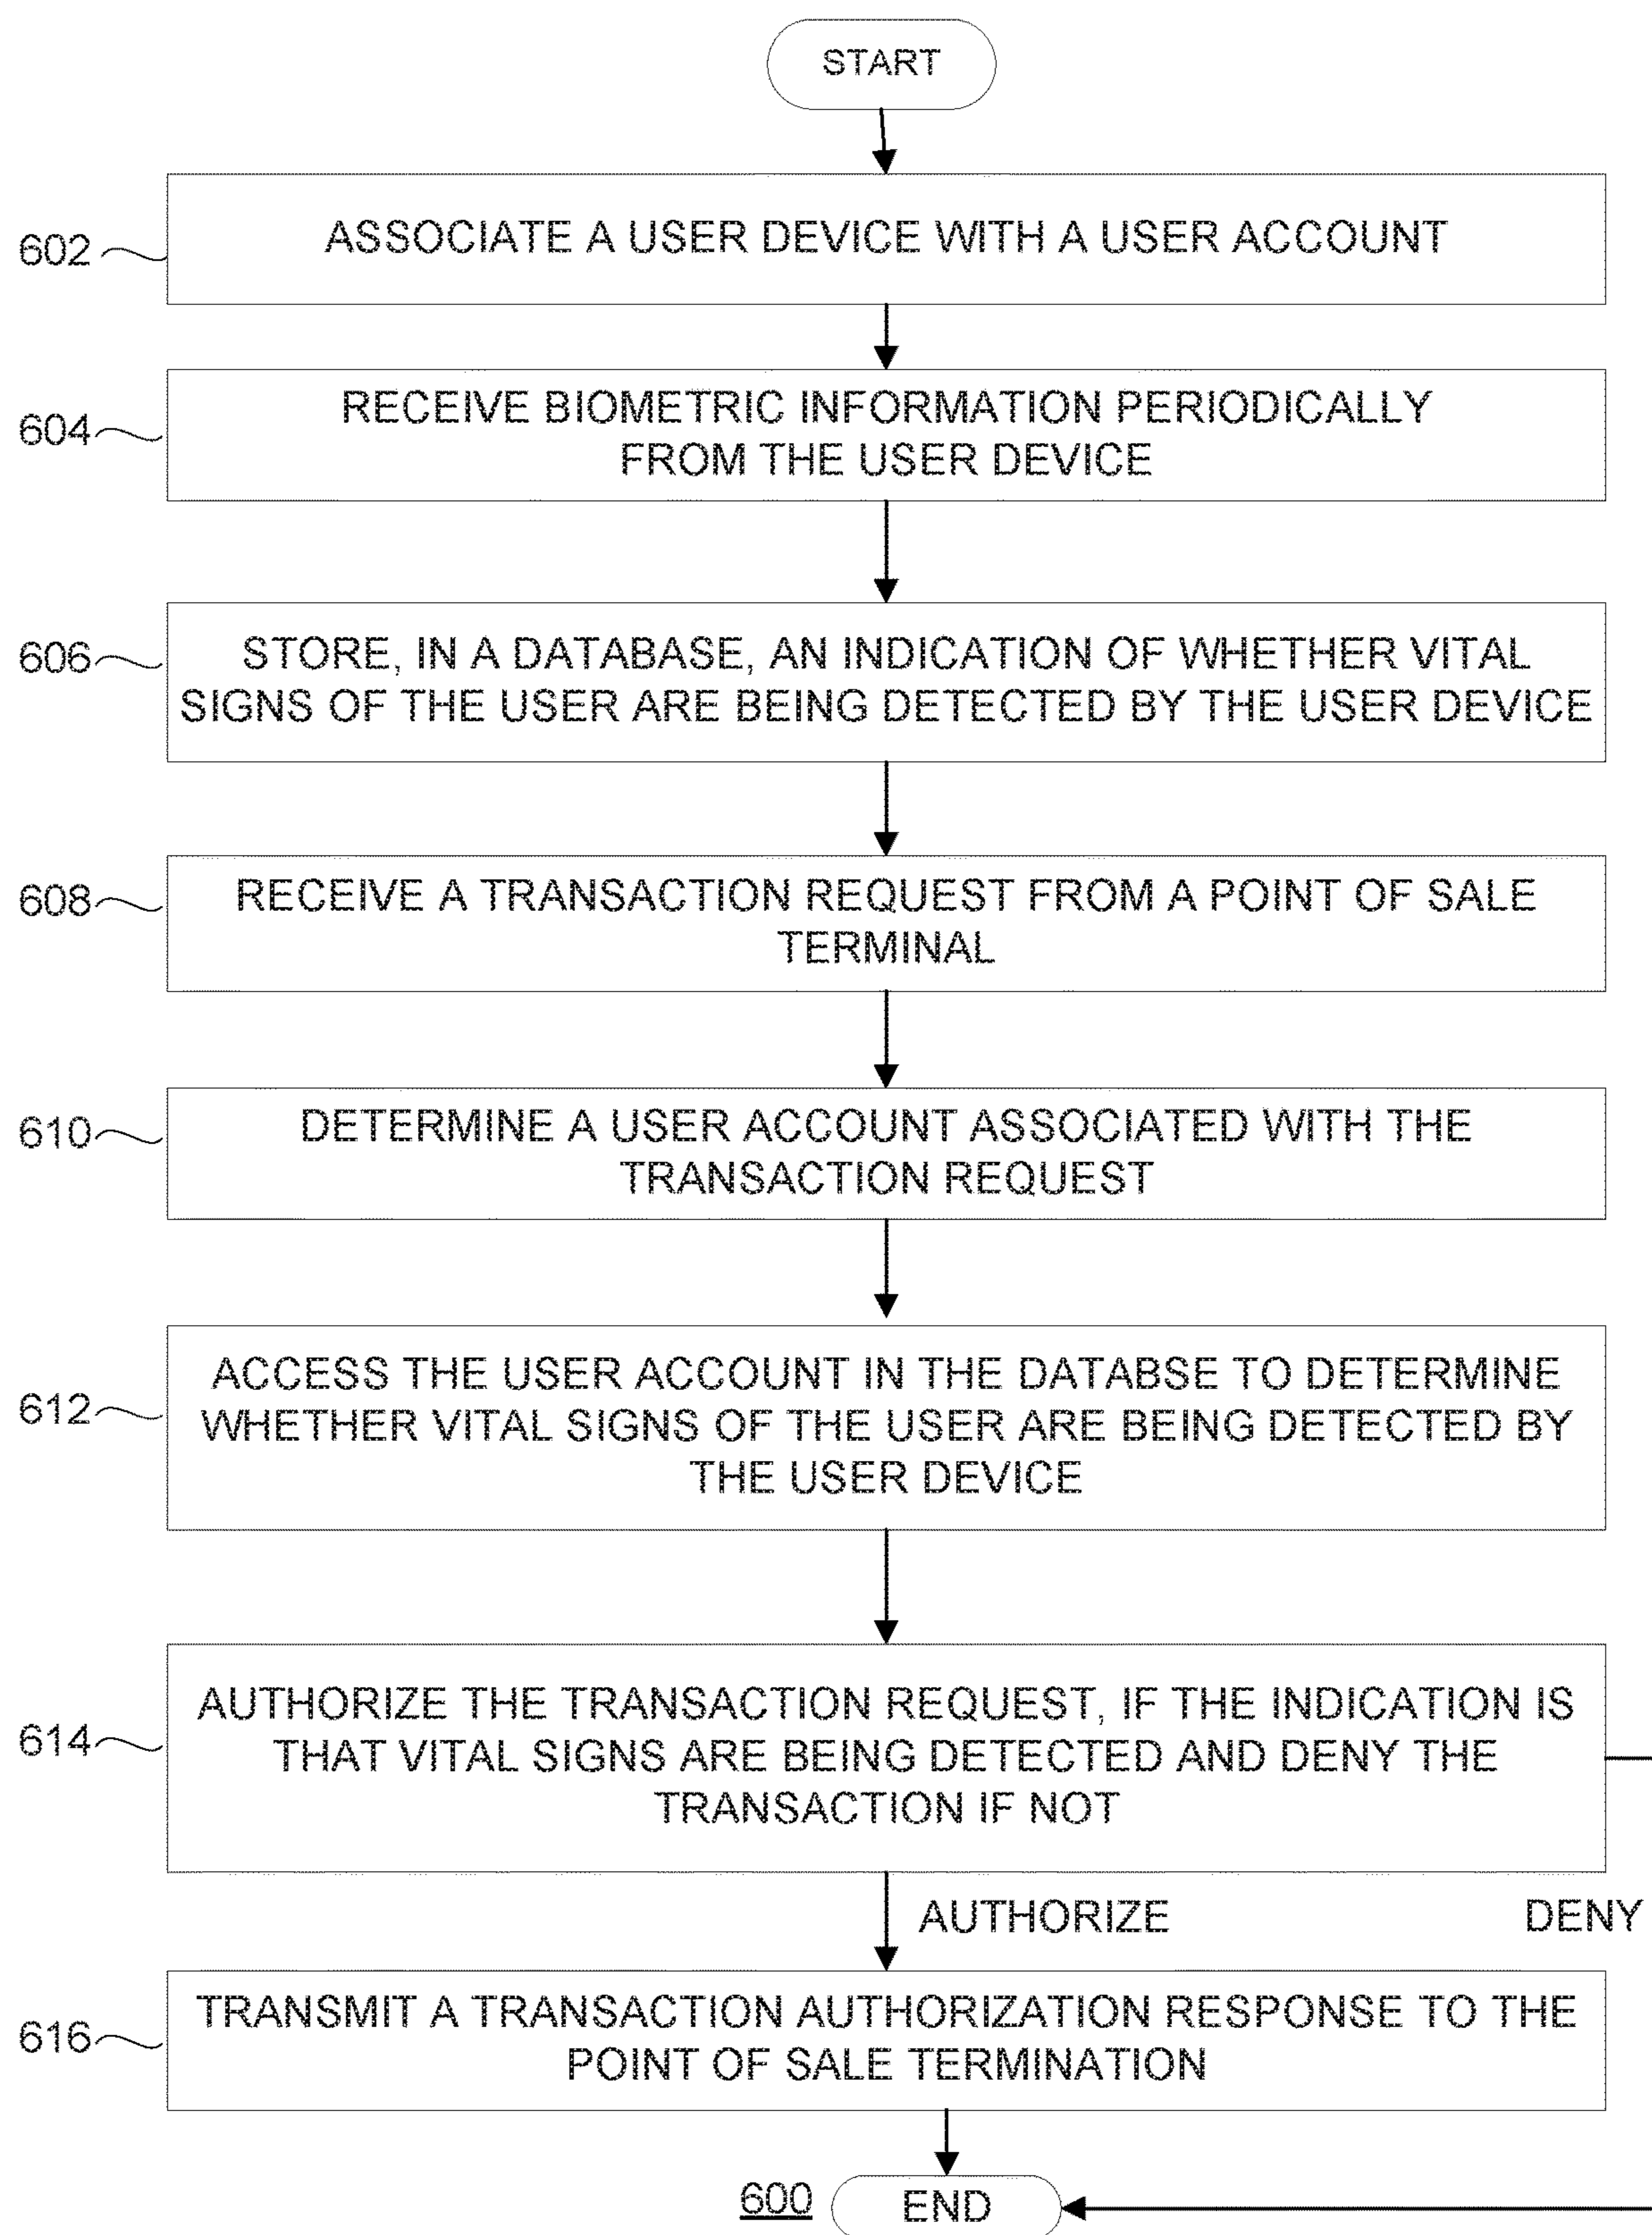 START
602
ASSOCIATE A USER DEVICE WITH A USER ACCOUNT
604
RECEIVE BIOMETRIC INFORMATION PERIODICALLY
FROM THE USER DEVICE
606
STORE, IN A DATABASE, AN INDICATION OF WHETHER VITAL
SIGNS OF THE USER ARE BEING DETECTED BY THE USER DEVICE
608
RECEIVE A TRANSACTION REQUEST FROM A POINT OF SALE
TERMINAL
610
DETERMINE A USER ACCOUNT ASSOCIATED WITH THE
TRANSACTION REQUEST
612
ACCESS THE USER ACCOUNT IN THE DATABSE TO DETERMINE
WHETHER VITAL SIGNS OF THE USER ARE BEING DETECTED BY
THE USER DEVICE
614
AUTHORIZE THE TRANSACTION REQUEST, IF THE INDICATION IS
THAT VITAL SIGNS ARE BEING DETECTED AND DENY THE
TRANSACTION IF NOT
AUTHORIZE
DENY
616
TRANSMIT A TRANSACTION AUTHORIZATION RESPONSE TO THE
POINT OF SALE TERMINATION
600
END